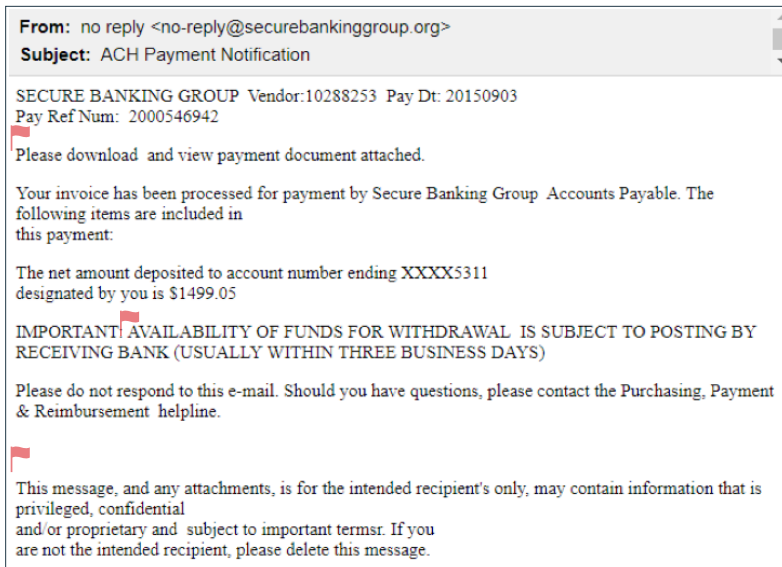 From: no reply <no-reply@securebankinggroup.org>
Subject: ACH Payment Notification
SECURE BANKING GROUP Vendor:10288253 Pay Dt: 20150903
Pay Ref Num: 2000546942
Please download and view payment document attached.
Your invoice has been processed for payment by Secure Banking Group Accounts Payable. The
following items are included in
this payment:
The net amount deposited to account number ending XXXX5311
designated by you is $1499.05
IMPORTANT: AVAILABILITY OF FUNDS FOR WITHDRAWAL IS SUBJECT TO POSTING BY
RECEIVING BANK (USUALLY WITHIN THREE BUSINESS DAYS)
Please do not respond to this e-mail. Should you have questions, please contact the Purchasing, Payment
& Reimbursement helpline.
This message, and any attachments, is for the intended recipient's only, may contain information that is
privileged, confidential
and/or proprietary and subject to important termsr. If you
are not the intended recipient, please delete this message.